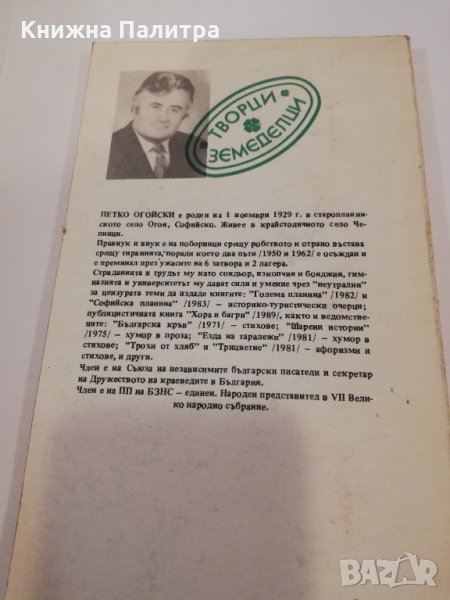 Книжна Палитра
ТВОРЦИ
ЗЕМЕДЕЛЦИ
ПЕТКО ОГОЙСКИ е роден на 1 ноември 1929 г. в старопланин-
ското село Огоя, Софийско. Живее в крайстоличното село Че-
пинци.
Правнук и внук е на поборници срещу робството и отрано въстава
срещу тиранията, поради което два пъти /1950 и 1962/ е осъждан и
е преминал през ужасите на 6 затвора и 2 лагера.
Страданията и трудът му като сондьор, изкопчия и бонджия, гим-
назията и университетът му дават сили и умение чрез "неутрални"
за цензурата теми да издаде книгите: "Голема планина" /1982/ и
"Софийска планина" /1983/ - историко-туристически очерци;
публицистичната книга "Хора и багри" /1989/, както и ведомстве-
ните: "Българска кръв" /1971/ - стихове; "Шарени истории"
/1975/ - хумор в проза; "Езда на таралежи" /1981/ - хумор в
стихове; "Трохи от хляб" и "Трицветие" /1981/ - афоризми и
стихове, и други.
Член е на Съюза на независимите български писатели и секретар
на Дружеството на краеведите в България.
Член е на ПП на БЗНС - единен. Народен представител в VII Вели-
ко народно събрание.
BAZAR